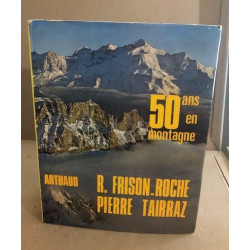 50 ans
en
montagne
ARTHAUD
R. FRISON-ROCHE
PIERRE TAIRRAZ